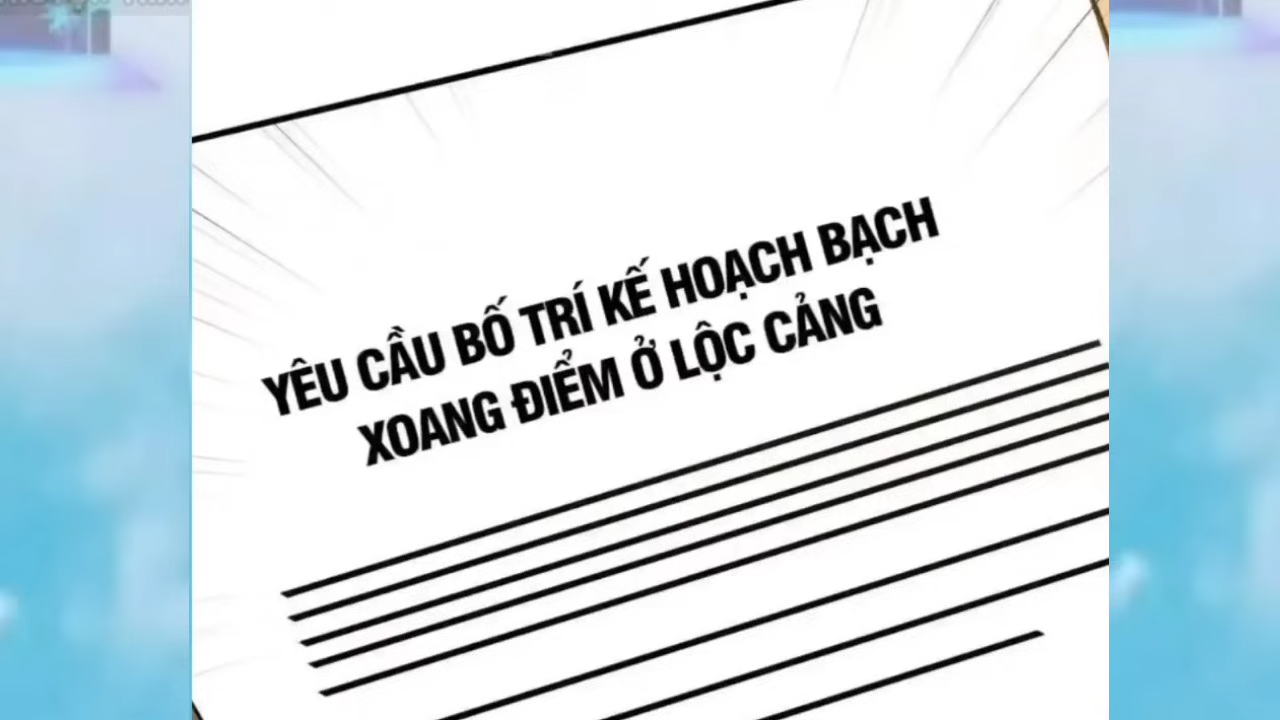 YÊU CẦU BỐ TRÍ KẾ HOẠCH BẠCH
XOANG ĐIỂM Ở LỘC CẢNG